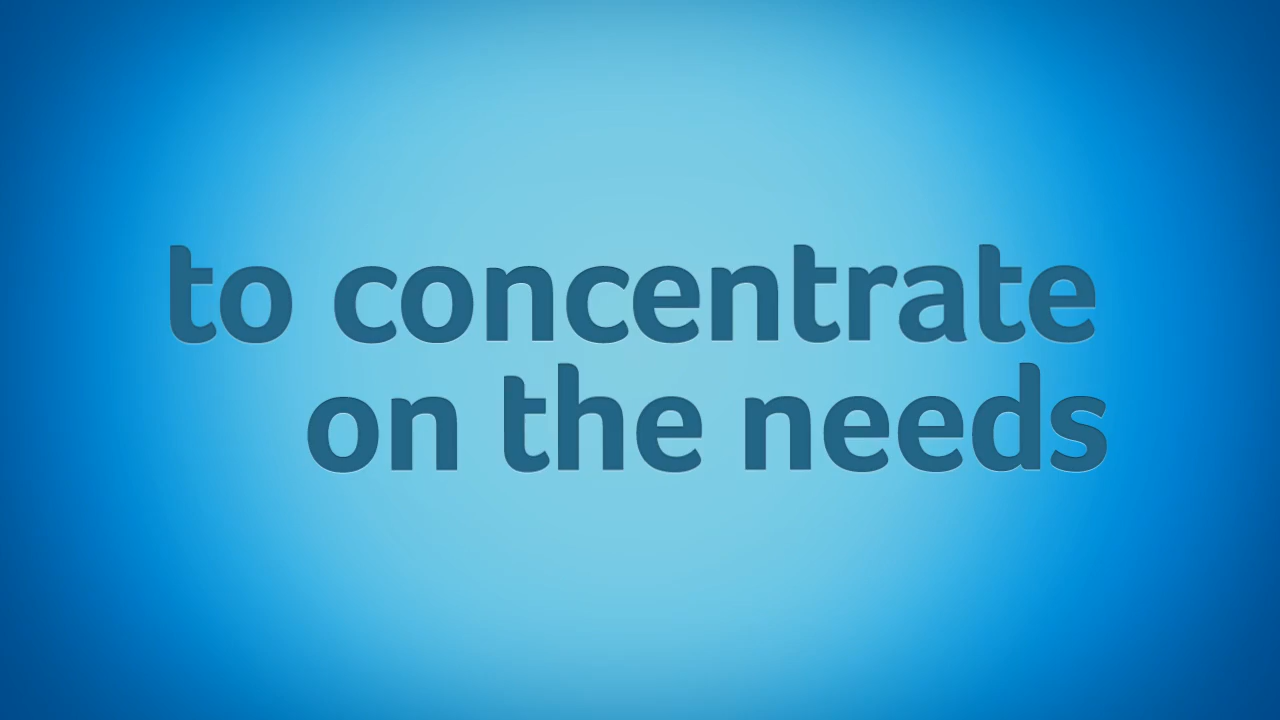 to concentrate
on the needs